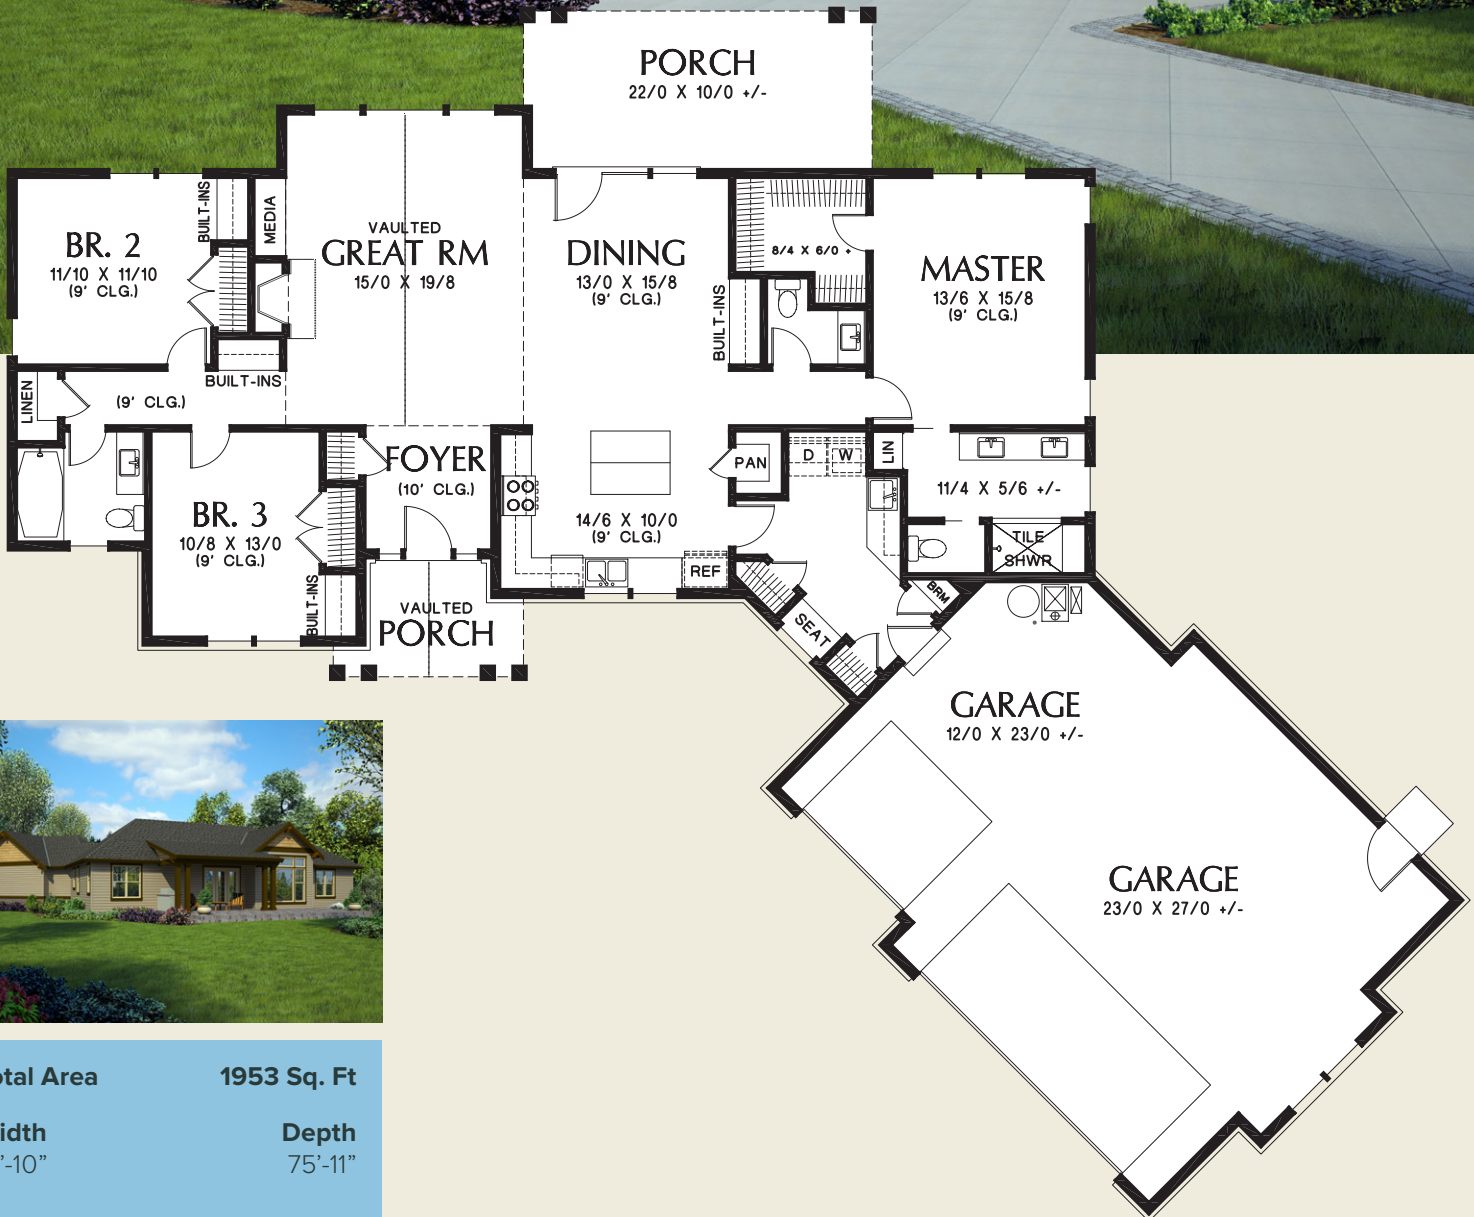 PORCH
22/0 X 10/0 +/-
BR. 2
11/10 X 11/10
(9' CLG.)
BUILT-INS
MEDIA
VAULTED
GREAT RM
15/0 X 19/8
DINING
13/0 X 15/8
(9' CLG.)
BUILT-INS
8/4 X 6/0 +
MASTER
13/6 X 15/8
(9' CLG.)
LINEN
(9' CLG.)
BUILT-INS
FOYER
(10' CLG.)
BR. 3
10/8 X 13/0
(9' CLG.)
BUILT-INS
VAULTED
PORCH
14/6 X 10/0
(9' CLG.)
REF
PAN
D
W
LIN
11/4 X 5/6 +/-
TILE
SHWR
BRM
SEAT
GARAGE
12/0 X 23/0 +/-
GARAGE
23/0 X 27/0 +/-
otal Area 1953 Sq. Ft
idth Depth
'-10” 75’-11”